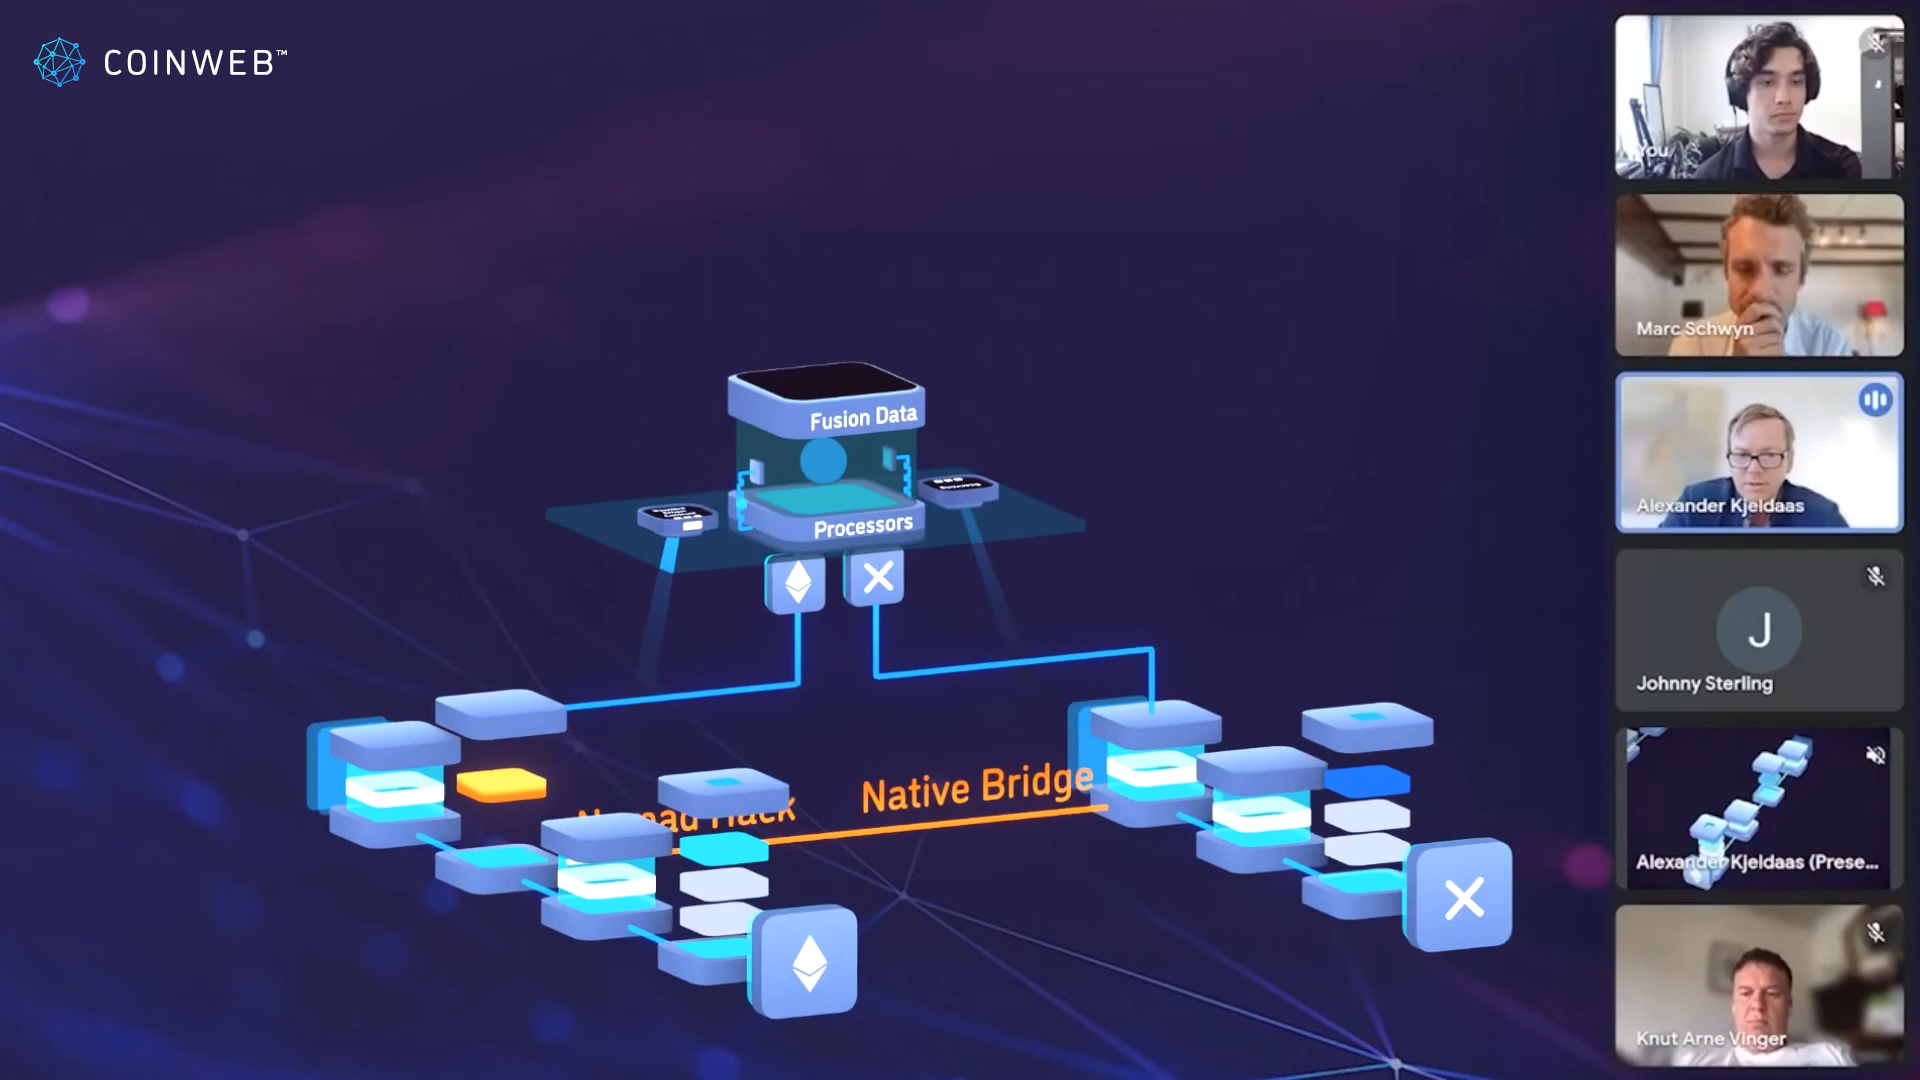 COINWEB™
Fusion Data
Processors
Native Bridge
Hack
You
Marc Schwyn
Alexander Kjeldaas
J
Johnny Sterling
Alexander Kjeldaas (Prese...
Knut Arne Vinger